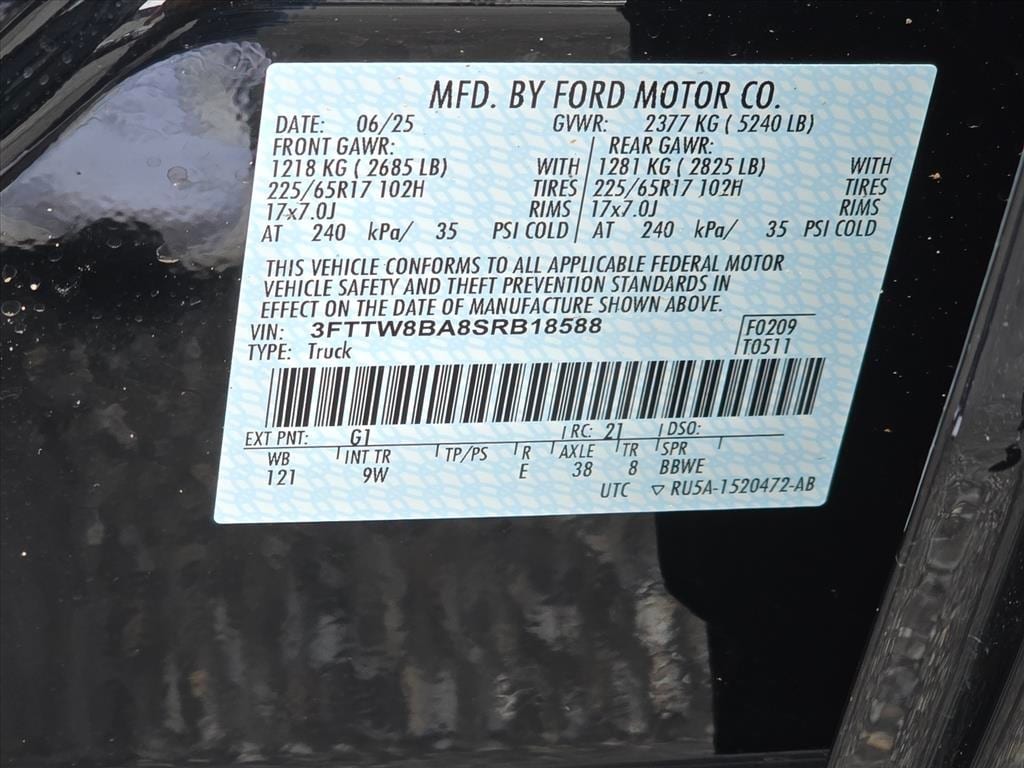 MFD. BY FORD MOTOR CO.
DATE: 06/25 GVWR: 2377 KG ( 5240 LB)
FRONT GAWR: REAR GAWR:
1218 KG ( 2685 LB) WITH 1281 KG ( 2825 LB) WITH
225/65R17 102H TIRES 225/65R17 102H TIRES
17x7.0J RIMS 17x7.0J RIMS
AT 240 kPa/ 35 PSI COLD AT 240 kPa/ 35 PSI COLD
THIS VEHICLE CONFORMS TO ALL APPLICABLE FEDERAL MOTOR
VEHICLE SAFETY AND THEFT PREVENTION STANDARDS IN
EFFECT ON THE DATE OF MANUFACTURE SHOWN ABOVE.
VIN: 3FTTW8BA8SRB18588 F0209
TYPE: Truck T0511
EXT PNT: G1 RC: 21 DSO:
WB INT TR TP/PS R AXLE TR SPR
121 9W E 38 8 BBWE
UTC ▽ RU5A-1520472-AB